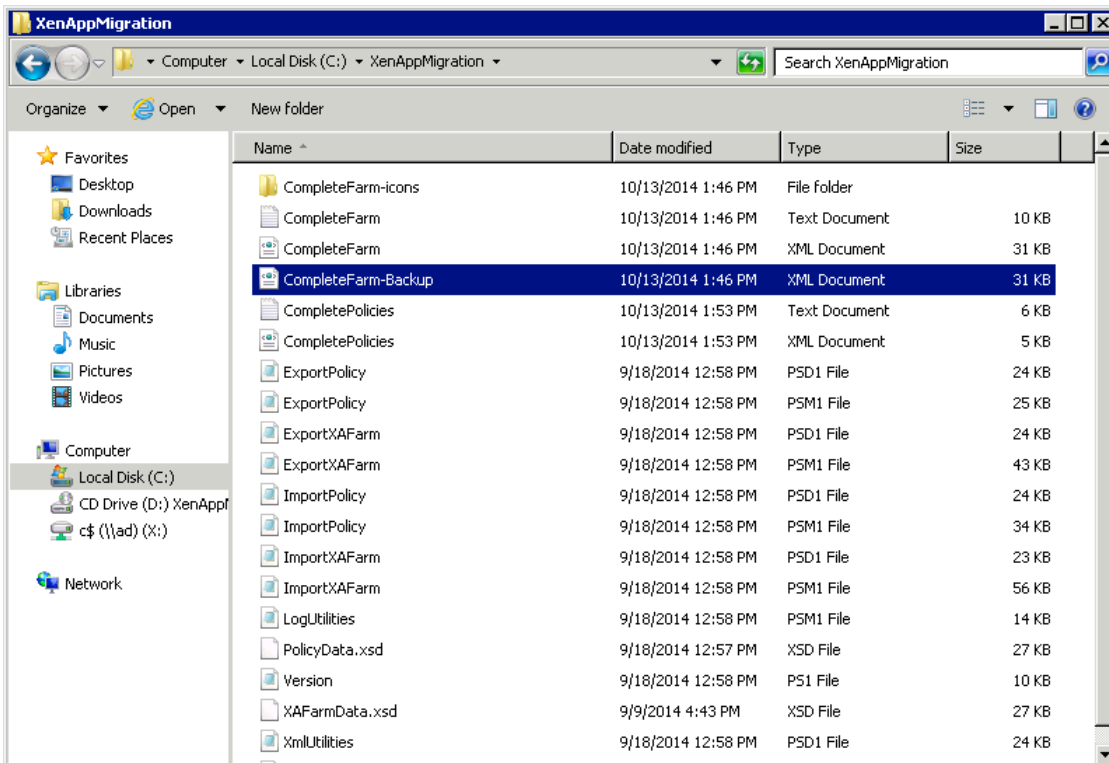 XenAppMigration
Computer Local Disk (C:) XenAppMigration Search XenAppMigration
Organize Open New folder
Name Date modified Type Size
Favorites
Desktop
Downloads
Recent Places
Libraries
Documents
Music
Pictures
Videos
Computer
Local Disk (C:)
CD Drive (D:) XenAppM
c$ (\\ad) (X:)
Network
CompleteFarm-icons 10/13/2014 1:46 PM File folder
CompleteFarm 10/13/2014 1:46 PM Text Document 10 KB
CompleteFarm 10/13/2014 1:46 PM XML Document 31 KB
CompleteFarm-Backup 10/13/2014 1:46 PM XML Document 31 KB
CompletePolicies 10/13/2014 1:53 PM Text Document 6 KB
CompletePolicies 10/13/2014 1:53 PM XML Document 5 KB
ExportPolicy 9/18/2014 12:58 PM PSD1 File 24 KB
ExportPolicy 9/18/2014 12:58 PM PSM1 File 25 KB
ExportXAFarm 9/18/2014 12:58 PM PSD1 File 24 KB
ExportXAFarm 9/18/2014 12:58 PM PSM1 File 43 KB
ImportPolicy 9/18/2014 12:58 PM PSD1 File 24 KB
ImportPolicy 9/18/2014 12:58 PM PSM1 File 34 KB
ImportXAFarm 9/18/2014 12:58 PM PSD1 File 23 KB
ImportXAFarm 9/18/2014 12:58 PM PSM1 File 56 KB
LogUtilities 9/18/2014 12:58 PM PSM1 File 14 KB
PolicyData.xsd 9/18/2014 12:57 PM XSD File 27 KB
Version 9/18/2014 12:58 PM PS1 File 10 KB
XAFarmData.xsd 9/9/2014 4:43 PM XSD File 27 KB
XmlUtilities 9/18/2014 12:58 PM PSD1 File 24 KB